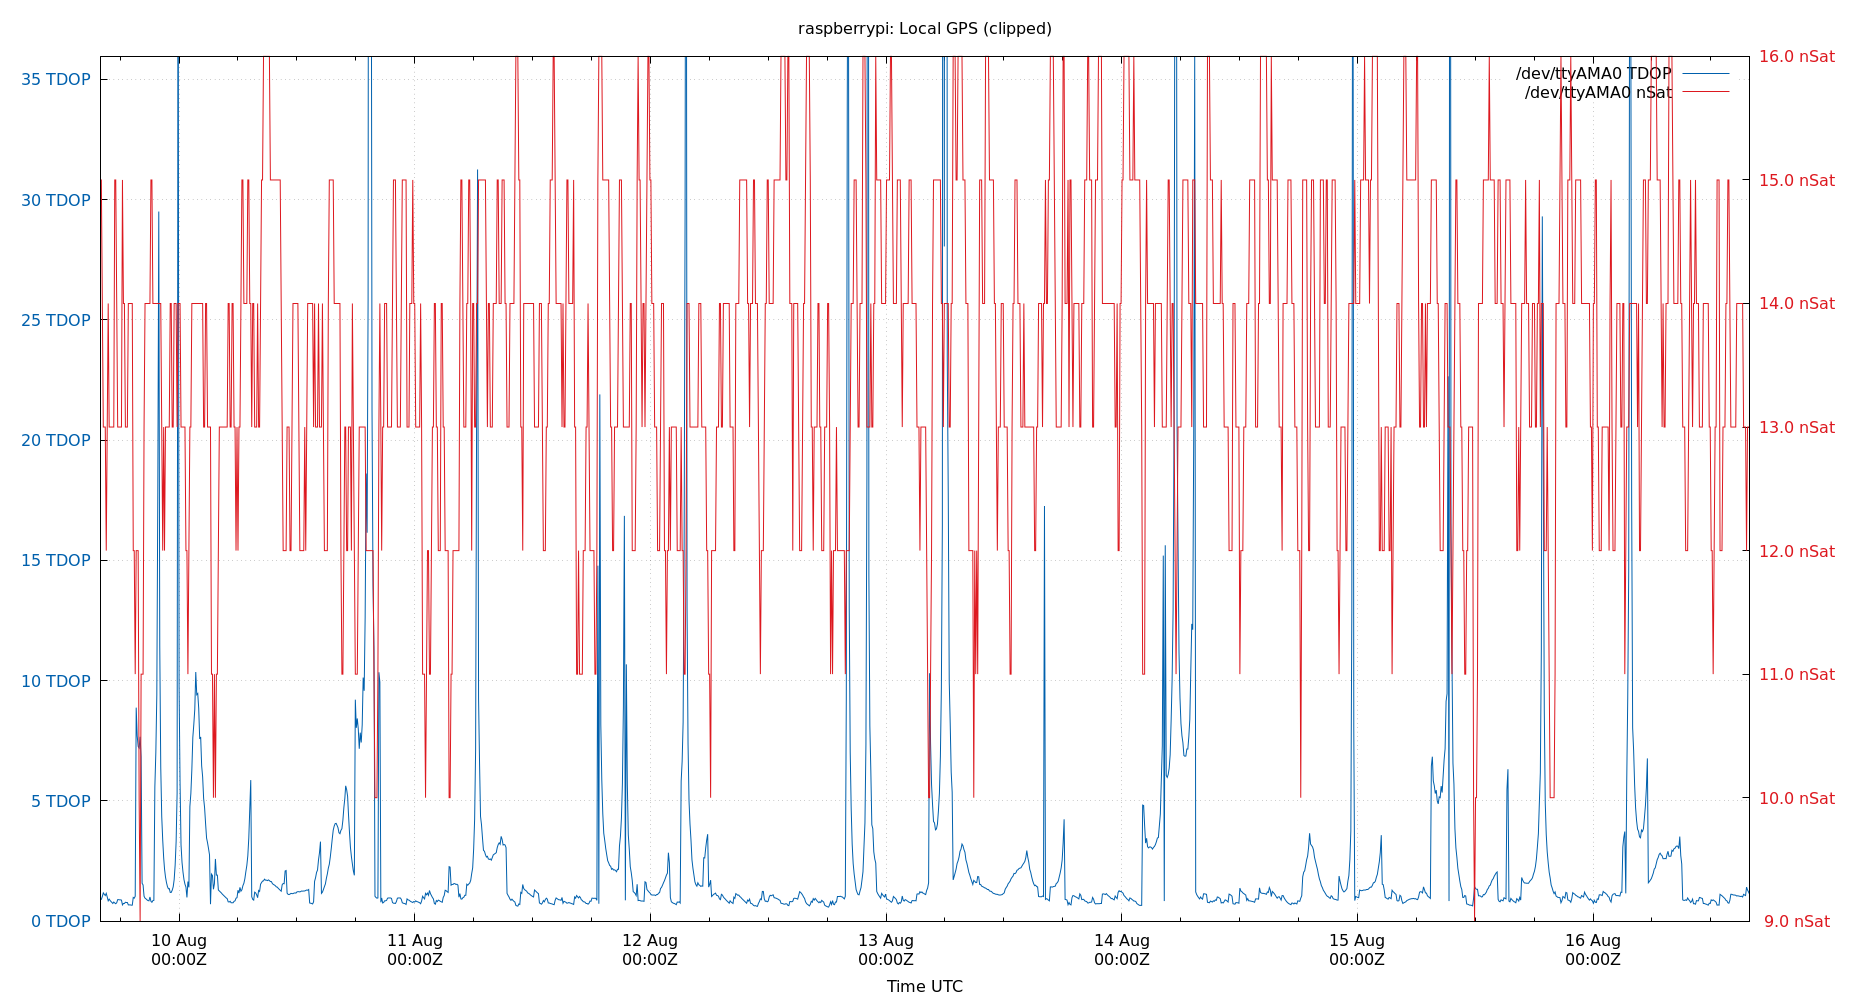 raspberrypi: Local GPS (clipped)
35 TDOP
30 TDOP
25 TDOP
20 TDOP
15 TDOP
10 TDOP
5 TDOP
0 TDOP
16.0 nSat
15.0 nSat
14.0 nSat
13.0 nSat
12.0 nSat
11.0 nSat
10.0 nSat
9.0 nSat
/dev/ttyAMA0 TDOP
/dev/ttyAMA0 nSat
10 Aug
00:00Z
11 Aug
00:00Z
12 Aug
00:00Z
13 Aug
00:00Z
14 Aug
00:00Z
15 Aug
00:00Z
16 Aug
00:00Z
Time UTC